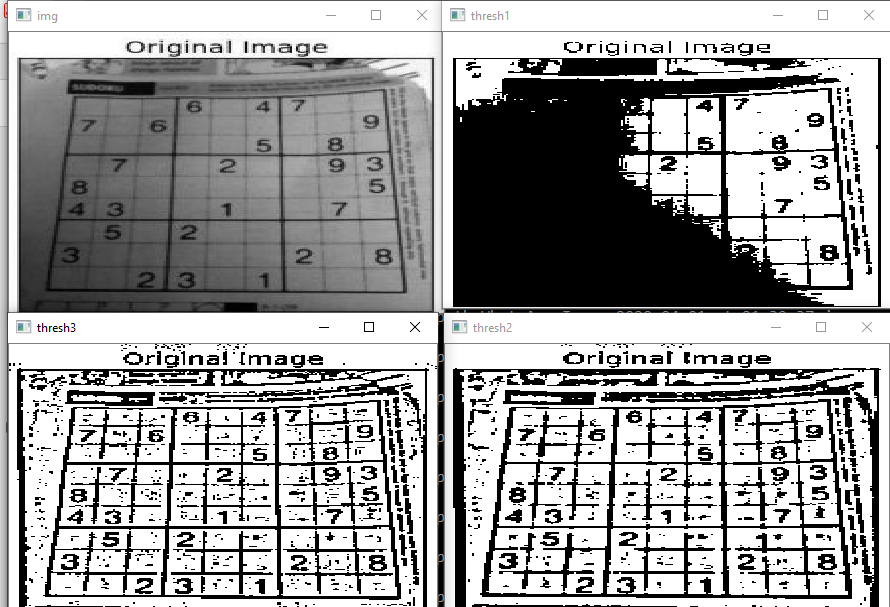 img
Original Image
SUDOKU
6 4 7
7 6 9
5 8
7 2 9 3
8 5
4 3 1 7
5 2
3 2 8
2 3 1
thresh1
Original Image
4 7
9
5 8
2 9 3
5
7
2 8
thresh3
Original Image
6 4 7
7 6 9
5 8
7 2 9 3
8 5
4 3 1 7
5 2
3 2 8
2 3 1
thresh2
Original Image
6 4 7
7 6 9
5 8
7 2 9 3
8 5
4 3 1 7
5 2
3 2 8
2 3 1